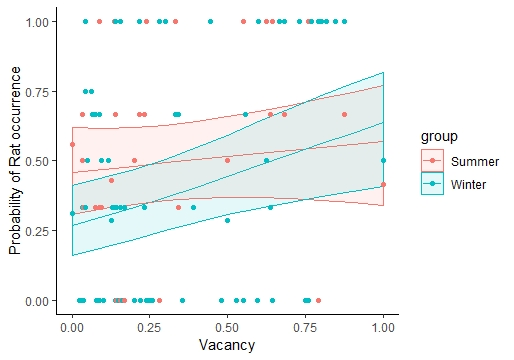 1.00
0.75
0.50
0.25
0.00
Probability of Rat occurrence
0.00 0.25 0.50 0.75 1.00
Vacancy
group
Summer
Winter